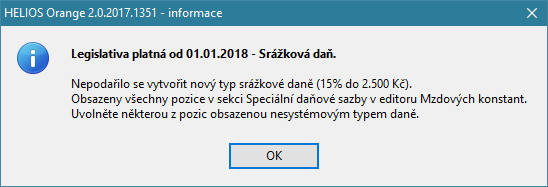 HELIOS Orange 2.0.2017.1351 - informace
Legislativa platná od 01.01.2018 - Srážková daň.
Nepodařilo se vytvořit nový typ srážkové daně (15% do 2.500 Kč).
Obsazeny všechny pozice v sekci Speciální daňové sazby v editoru Mzdových konstant.
Uvolněte některou z pozic obsazenou nesystémovým typem daně.
OK